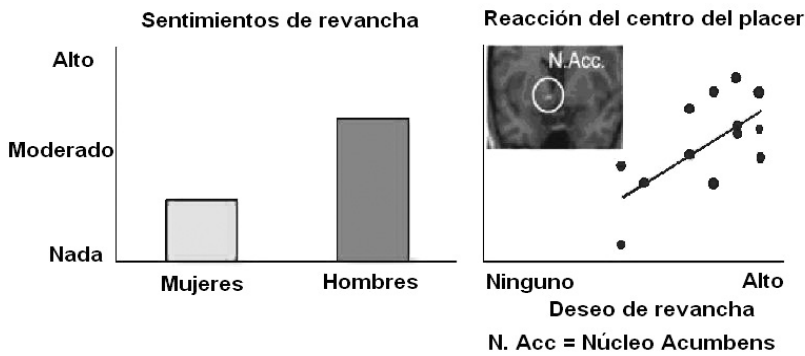 Sentimientos de revancha
Alto
Moderado
Nada
Mujeres
Hombres
Reacción del centro del placer
N.Acc.
Ninguno
Alto
Deseo de revancha
N. Acc = Núcleo Acumbens